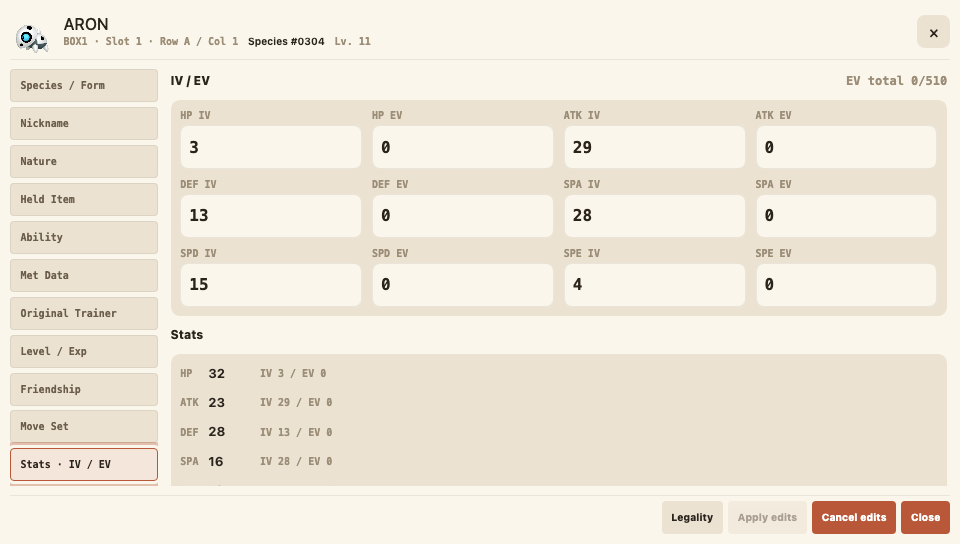 ARON
BOX1 · Slot 1 · Row A / Col 1 Species #0304 Lv. 11
×
Species / Form
Nickname
Nature
Held Item
Ability
Met Data
Original Trainer
Level / Exp
Friendship
Move Set
Stats · IV / EV
IV / EV
EV total 0/510
HP IV HP EV ATK IV ATK EV
3 0 29 0
DEF IV DEF EV SPA IV SPA EV
13 0 28 0
SPD IV SPD EV SPE IV SPE EV
15 0 4 0
Stats
HP 32 IV 3 / EV 0
ATK 23 IV 29 / EV 0
DEF 28 IV 13 / EV 0
SPA 16 IV 28 / EV 0
Legality Apply edits Cancel edits Close